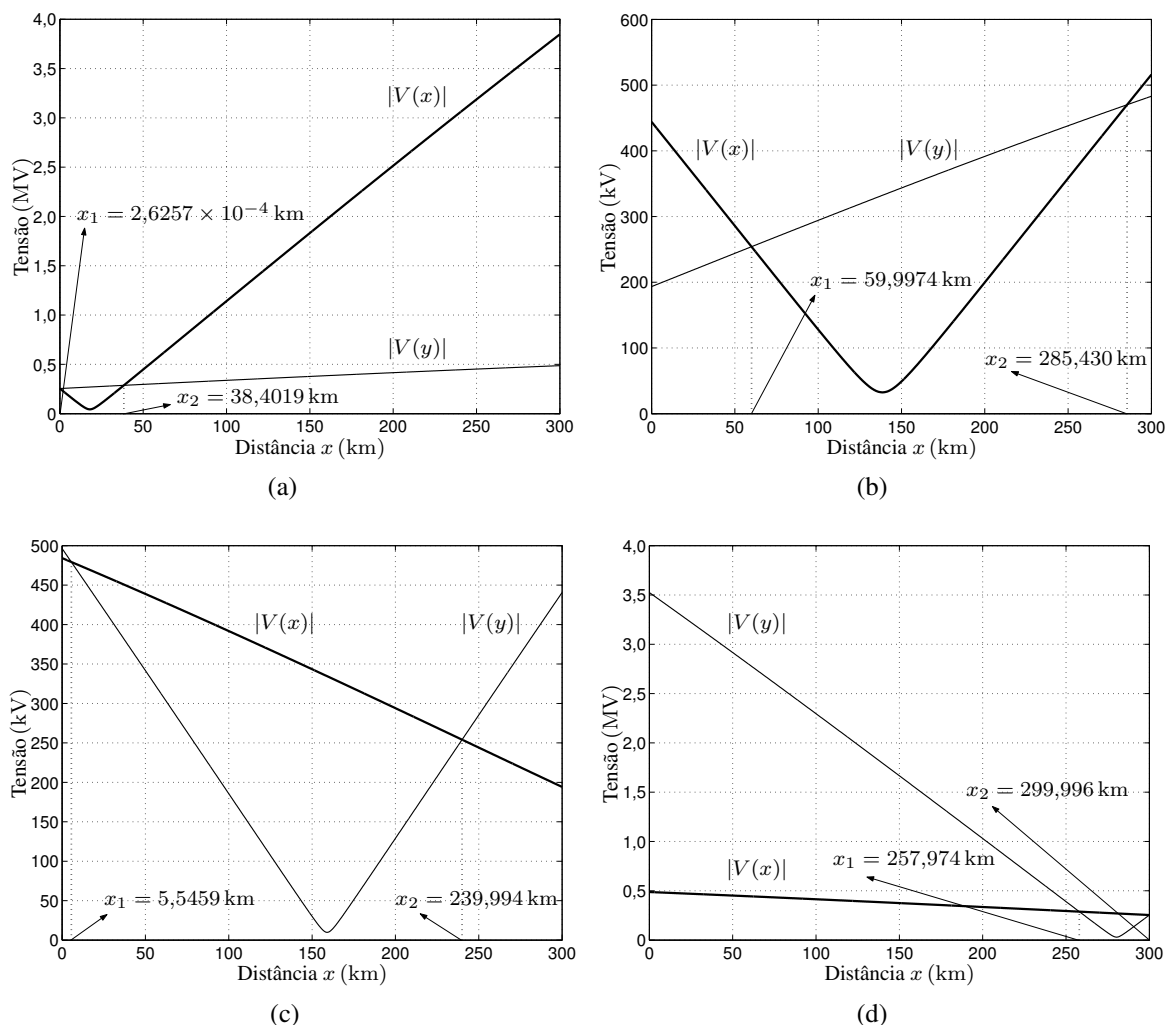 4,0
3,5
3,0
2,5
2,0
1,5
1,0
0,5
0
Tensão (MV)
|V(x)|
x₁ = 2,6257 × 10⁻⁴ km
|V(y)|
x₂ = 38,4019 km
0 50 100 150 200 250 300
Distância x (km)
(a)
600
500
400
300
200
100
0
Tensão (kV)
|V(x)|
|V(y)|
x₁ = 59,9974 km
x₂ = 285,430 km
0 50 100 150 200 250 300
Distância x (km)
(b)
500
450
400
350
300
250
200
150
100
50
0
Tensão (kV)
|V(x)|
|V(y)|
x₁ = 5,5459 km
x₂ = 239,994 km
0 50 100 150 200 250 300
Distância x (km)
(c)
4,0
3,5
3,0
2,5
2,0
1,5
1,0
0.5
0
Tensão (MV)
|V(y)|
x₂ = 299,996 km
x₁ = 257,974 km
|V(x)|
0 50 100 150 200 250 300
Distância x (km)
(d)